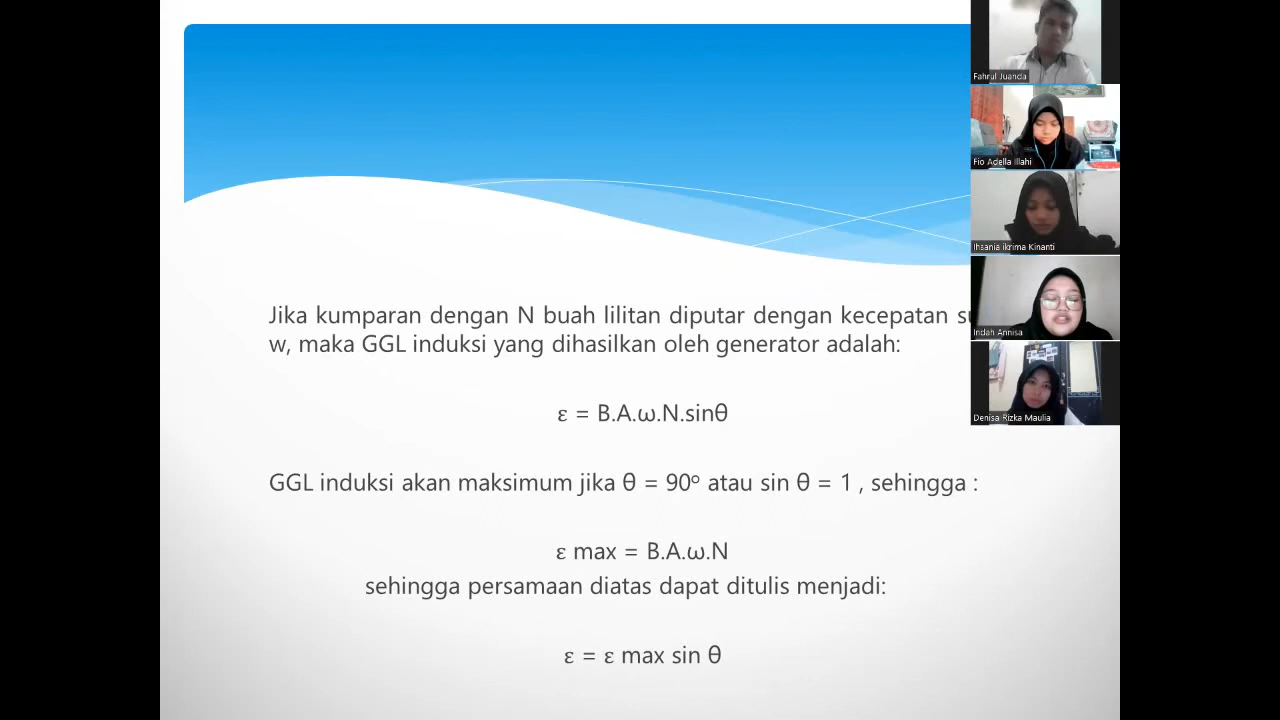 Jika kumparan dengan N buah lilitan diputar dengan kecepatan
w, maka GGL induksi yang dihasilkan oleh generator adalah:
ε = B.A.ω.N.sinθ
GGL induksi akan maksimum jika θ = 90° atau sin θ = 1 , sehingga :
ε max = B.A.ω.N
sehingga persamaan diatas dapat ditulis menjadi:
ε = ε max sin θ
Fahrul Juanda
Fio Adella Illahi
Ihsania ikrima Kinanti
Indah Annisa
Denisa Rizka Maulia